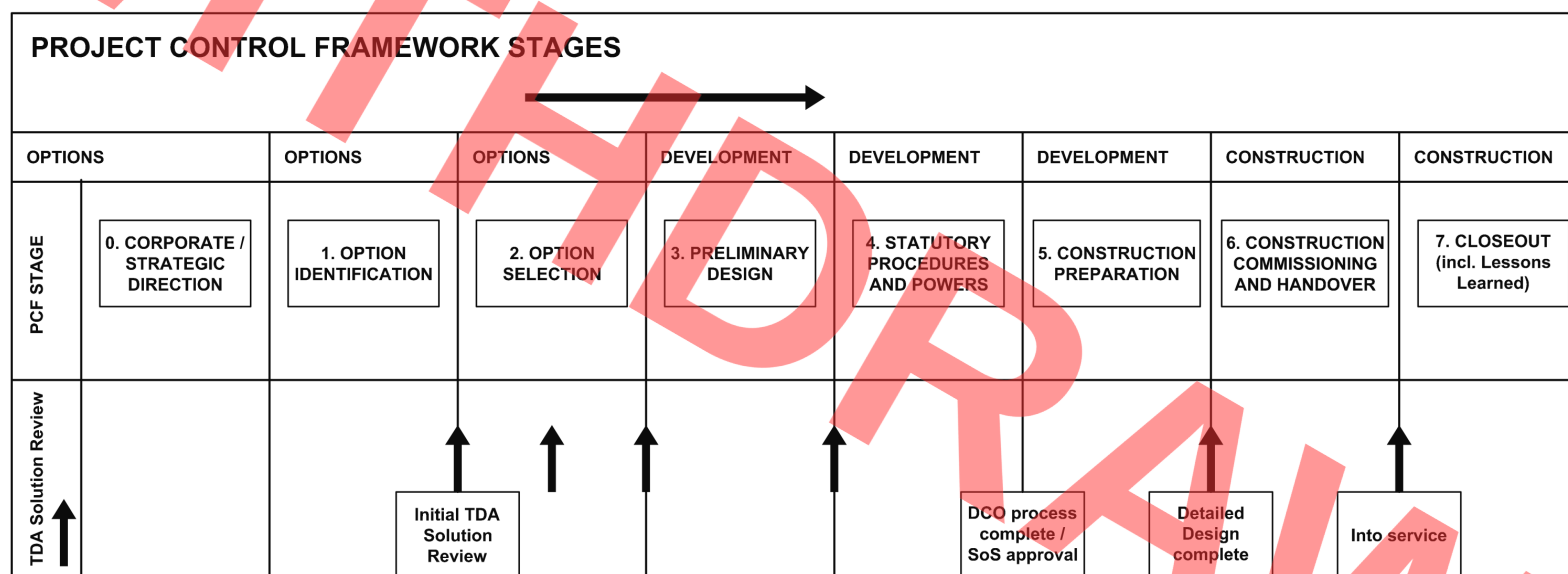 PROJECT CONTROL FRAMEWORK STAGES
OPTIONS
OPTIONS
OPTIONS
DEVELOPMENT
DEVELOPMENT
DEVELOPMENT
CONSTRUCTION
CONSTRUCTION
PCF STAGE
0. CORPORATE /
STRATEGIC
DIRECTION
1. OPTION
IDENTIFICATION
2. OPTION
SELECTION
3. PRELIMINARY
DESIGN
4. STATUTORY
PROCEDURES
AND POWERS
5. CONSTRUCTION
PREPARATION
6. CONSTRUCTION
COMMISSIONING
AND HANDOVER
7. CLOSEOUT
(incl. Lessons
Learned)
TDA Solution Review
Initial TDA
Solution
Review
DCO process
complete /
SoS approval
Detailed
Design
complete
Into service
THDRAW